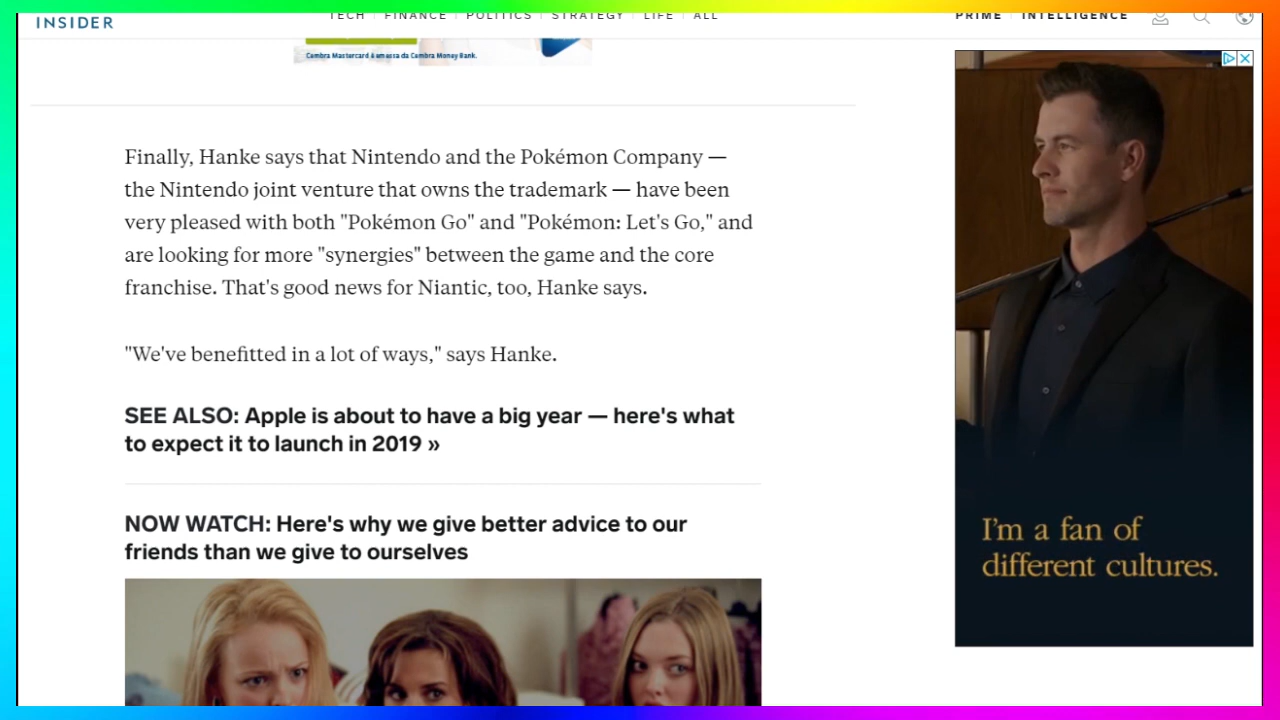 INSIDER
TECH | FINANCE | POLITICS | STRATEGY | LIFE | ALL
PRIME | INTELLIGENCE
Cembra Mastercard é emessa da Cembra Money Bank.
Finally, Hanke says that Nintendo and the Pokémon Company —
the Nintendo joint venture that owns the trademark — have been
very pleased with both "Pokémon Go" and "Pokémon: Let's Go," and
are looking for more "synergies" between the game and the core
franchise. That's good news for Niantic, too, Hanke says.
"We've benefitted in a lot of ways," says Hanke.
SEE ALSO: Apple is about to have a big year — here's what
to expect it to launch in 2019 »
NOW WATCH: Here's why we give better advice to our
friends than we give to ourselves
I'm a fan of
different cultures.